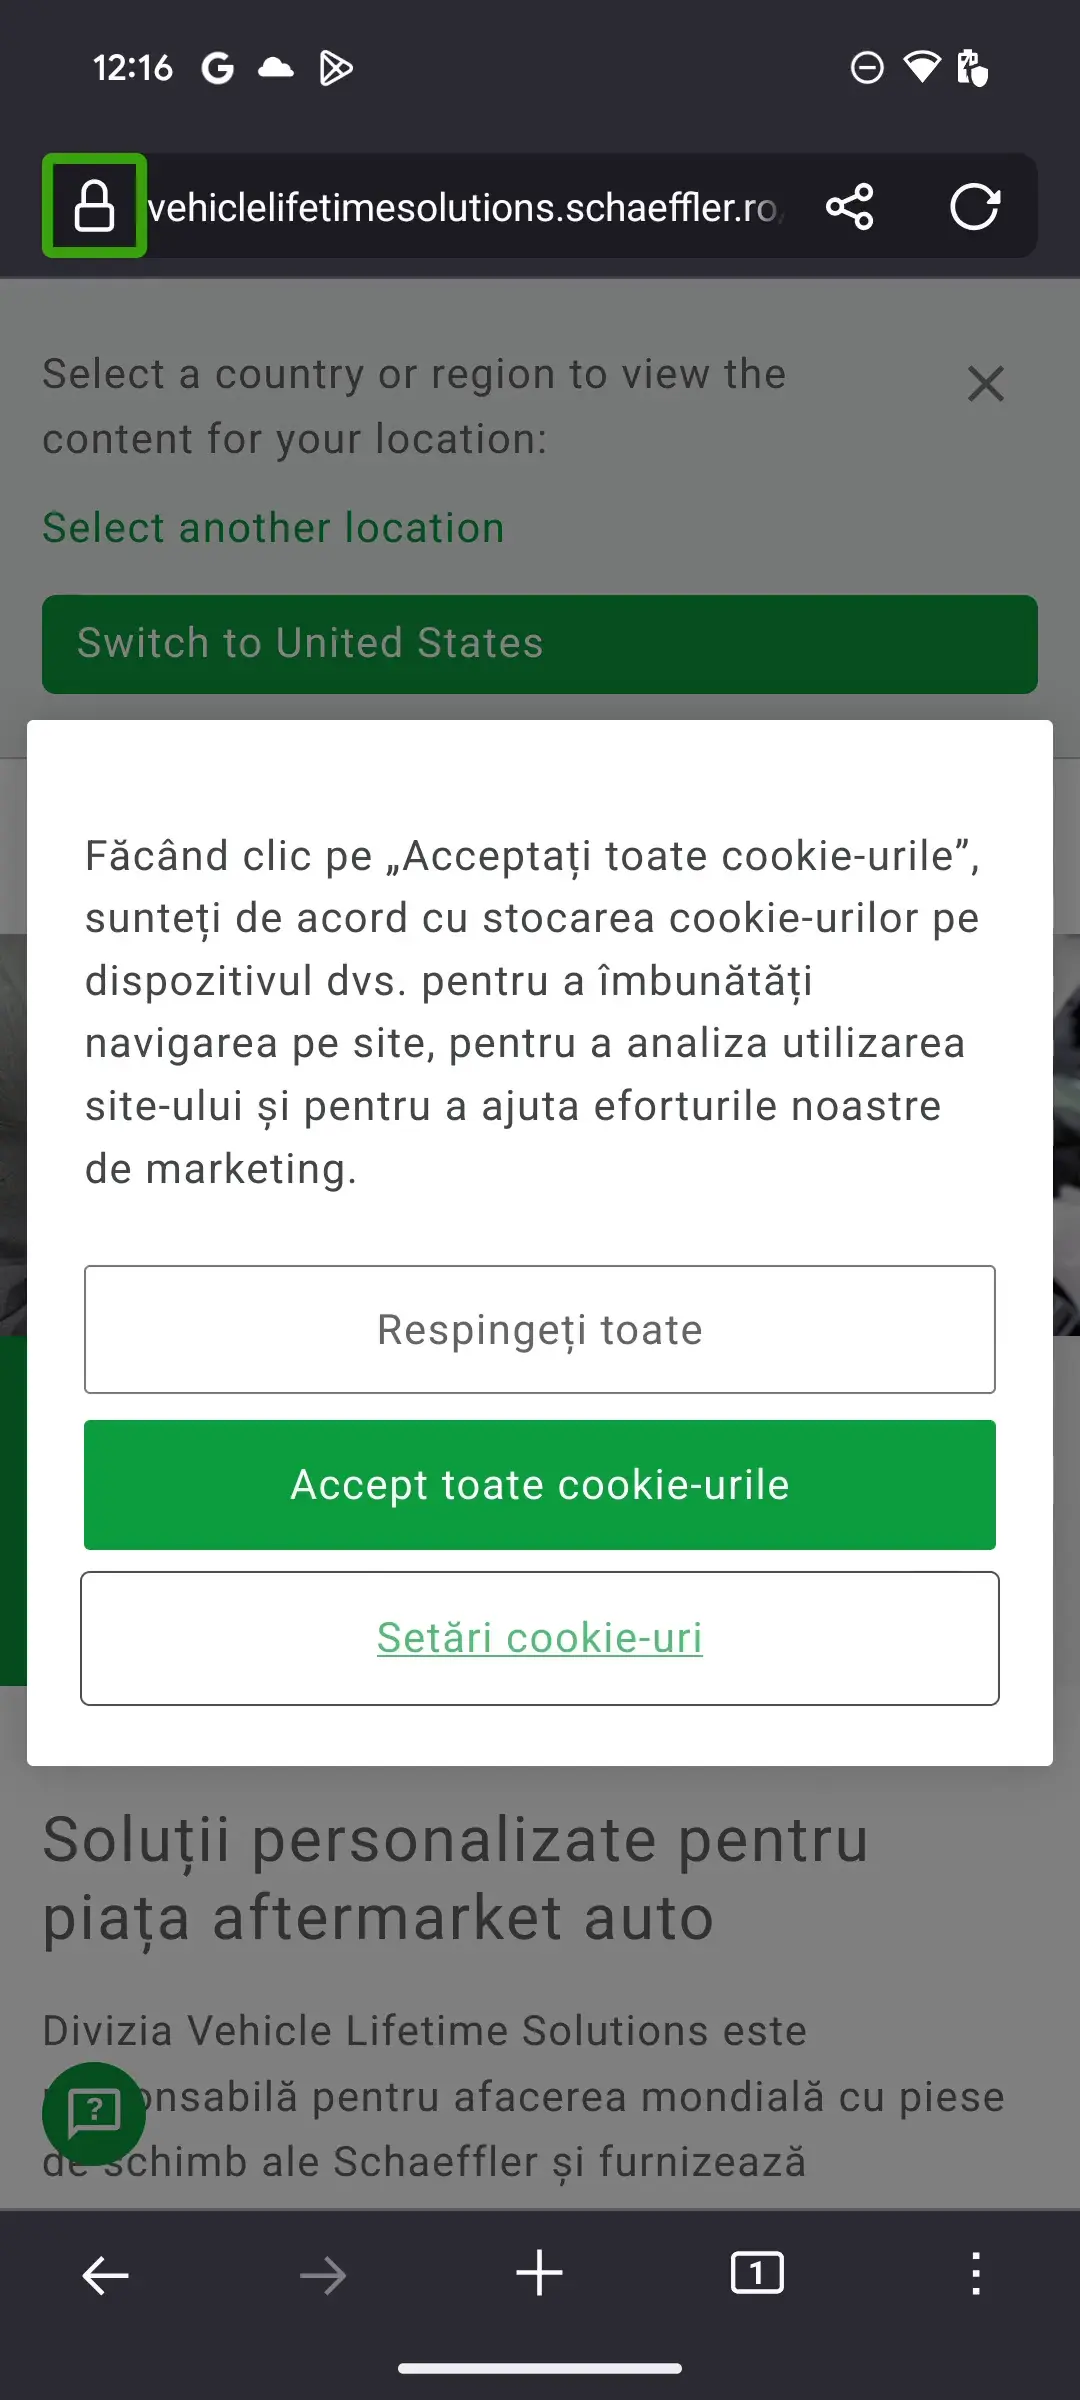 12:16
vehiclelifetimesolutions.schaeffler.ro
Select a country or region to view the
content for your location:
Select another location
Switch to United States
Făcând clic pe „Acceptați toate cookie-urile”,
sunteți de acord cu stocarea cookie-urilor pe
dispozitivul dvs. pentru a îmbunătăți
navigarea pe site, pentru a analiza utilizarea
site-ului și pentru a ajuta eforturile noastre
de marketing.
Respingeți toate
Accept toate cookie-urile
Setări cookie-uri
Soluții personalizate pentru
piața aftermarket auto
Divizia Vehicle Lifetime Solutions este
pentru afacerea mondială cu piese
de schimb ale Schaeffler și furnizează
1